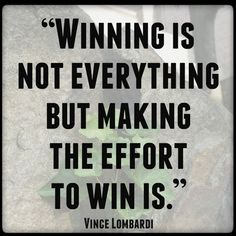 “Winning is
not everything
but making
the effort
to win is.”
Vince Lombardi